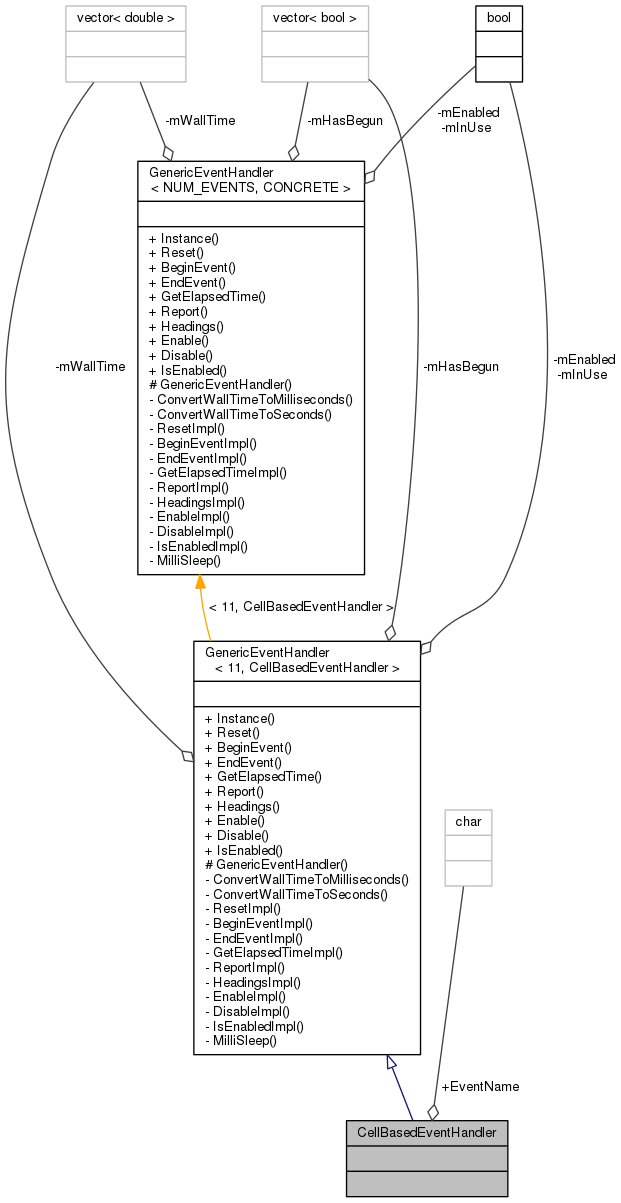 vector< double >
vector< bool >
bool
-mWallTime
-mHasBegun
-mEnabled
-mInUse
GenericEventHandler
< NUM_EVENTS, CONCRETE >
+ Instance()
+ Reset()
+ BeginEvent()
+ EndEvent()
+ GetElapsedTime()
+ Report()
+ Headings()
+ Enable()
+ Disable()
+ IsEnabled()
# GenericEventHandler()
- ConvertWallTimeToMilliseconds()
- ConvertWallTimeToSeconds()
- ResetImpl()
- BeginEventImpl()
- EndEventImpl()
- GetElapsedTimeImpl()
- ReportImpl()
- HeadingsImpl()
- EnableImpl()
- DisableImpl()
- IsEnabledImpl()
- MilliSleep()
-mWallTime
-mHasBegun
-mEnabled
-mInUse
< 11, CellBasedEventHandler >
GenericEventHandler
< 11, CellBasedEventHandler >
+ Instance()
+ Reset()
+ BeginEvent()
+ EndEvent()
+ GetElapsedTime()
+ Report()
+ Headings()
+ Enable()
+ Disable()
+ IsEnabled()
# GenericEventHandler()
- ConvertWallTimeToMilliseconds()
- ConvertWallTimeToSeconds()
- ResetImpl()
- BeginEventImpl()
- EndEventImpl()
- GetElapsedTimeImpl()
- ReportImpl()
- HeadingsImpl()
- EnableImpl()
- DisableImpl()
- IsEnabledImpl()
- MilliSleep()
char
+EventName
CellBasedEventHandler